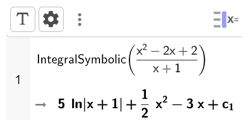 T
x=
IntegralSymbolic((x² − 2x + 2)/(x + 1))
1
→ 5 ln|x + 1| + 1/2 x² − 3 x + c₁